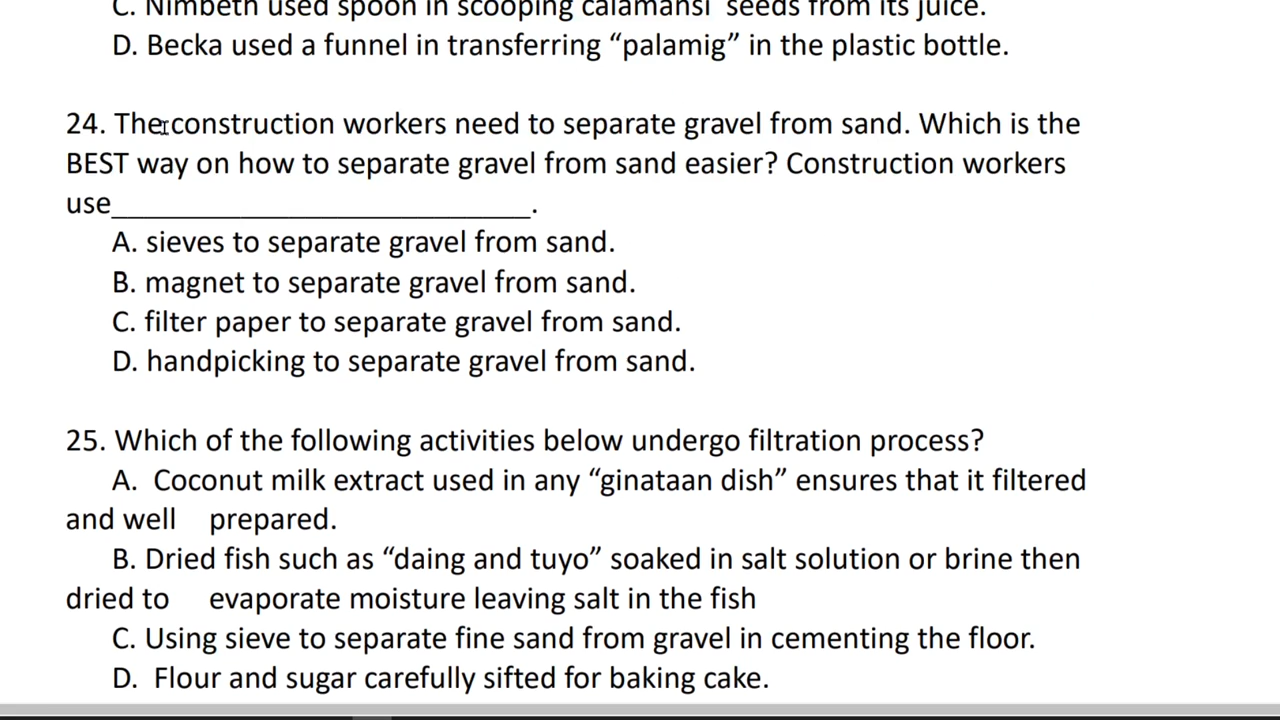 C. Nimbeth used spoon in scooping calamansi seeds from its juice.
D. Becka used a funnel in transferring “palamig” in the plastic bottle.
24. The construction workers need to separate gravel from sand. Which is the
BEST way on how to separate gravel from sand easier? Construction workers
use__________________________.
A. sieves to separate gravel from sand.
B. magnet to separate gravel from sand.
C. filter paper to separate gravel from sand.
D. handpicking to separate gravel from sand.
25. Which of the following activities below undergo filtration process?
A. Coconut milk extract used in any “ginataan dish” ensures that it filtered
and well prepared.
B. Dried fish such as “daing and tuyo” soaked in salt solution or brine then
dried to evaporate moisture leaving salt in the fish
C. Using sieve to separate fine sand from gravel in cementing the floor.
D. Flour and sugar carefully sifted for baking cake.